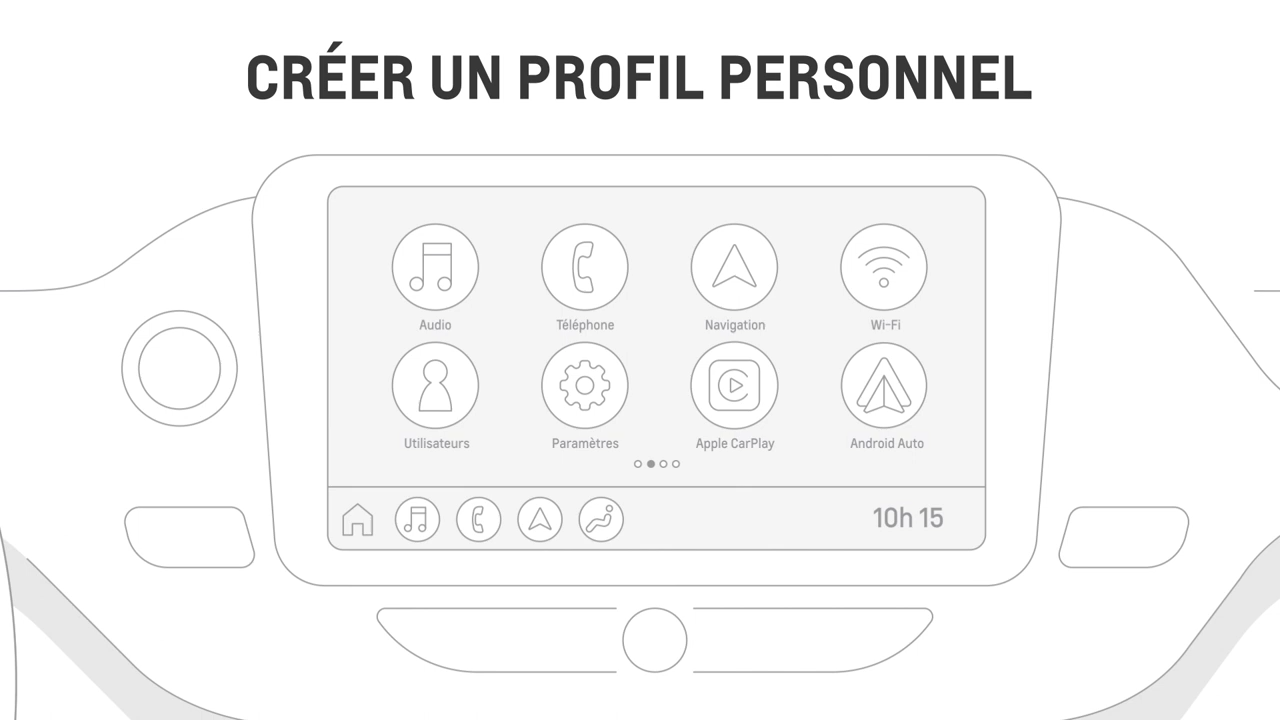 CRÉER UN PROFIL PERSONNEL
Audio
Téléphone
Navigation
Wi-Fi
Utilisateurs
Paramètres
Apple CarPlay
Android Auto
10h 15